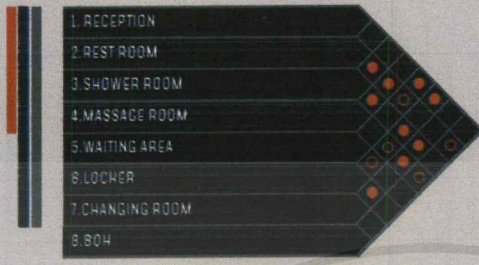 1. RECEPTION
2.REST ROOM
3.SHOWER ROOM
4.MASSAGE ROOM
5.WAITING AREA
6.LOCKER
7.CHANGING ROOM
8.BOH